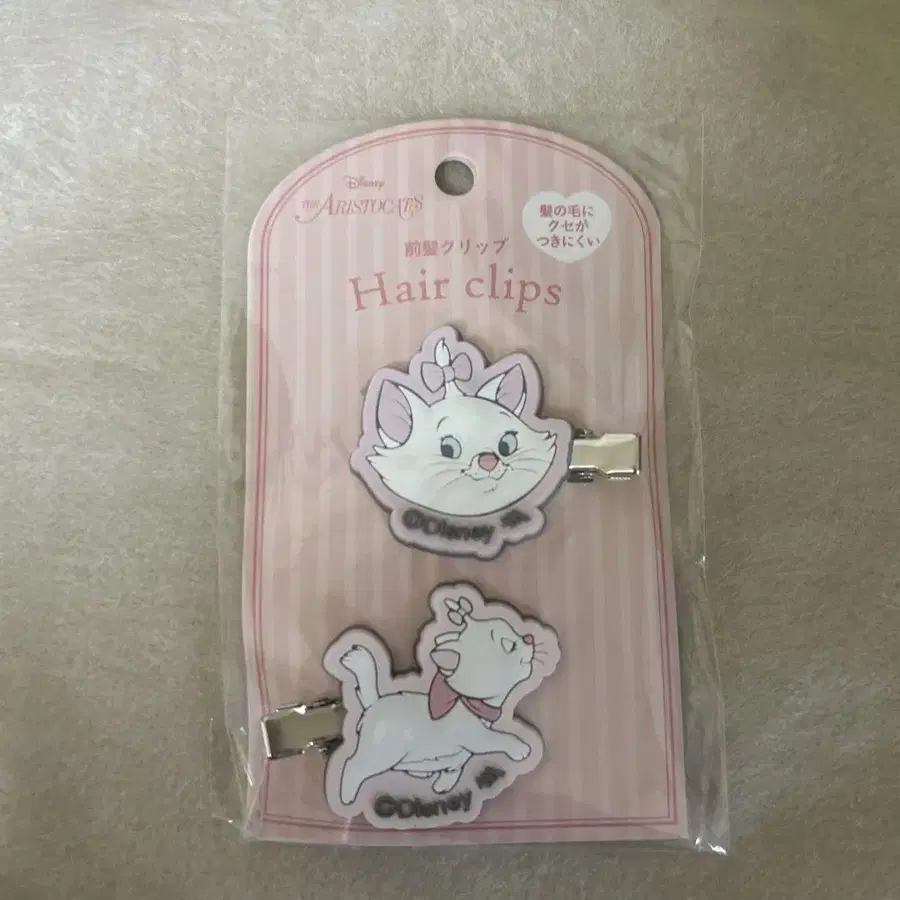 Disney
THE ARISTOCATS
髪の毛に
クセが
つきにくい
前髪クリップ
Hair clips
©Disney
©Disney